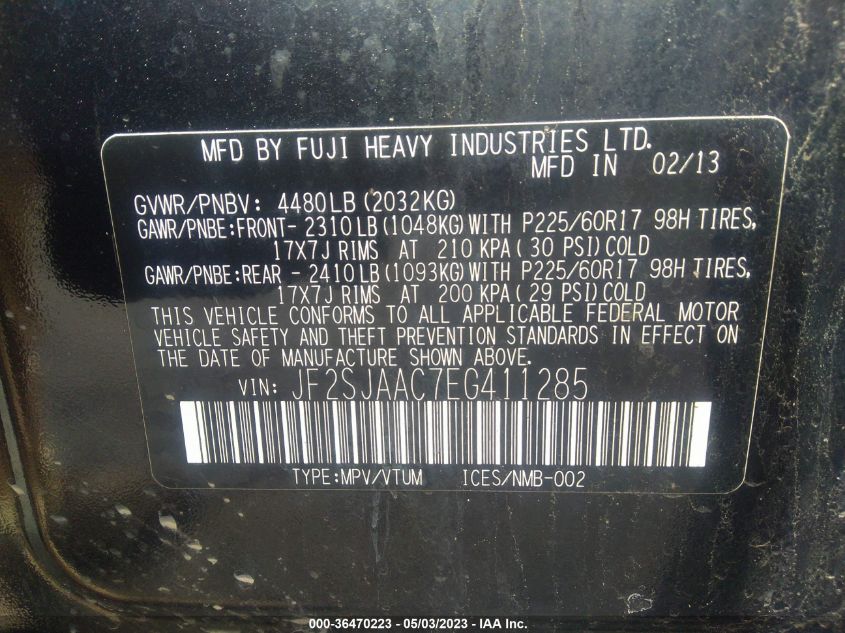 MFD BY FUJI HEAVY INDUSTRIES LTD.
MFD IN 02/13
GVWR/PNBV: 4480LB (2032KG)
GAWR/PNBE:FRONT- 2310LB (1048KG) WITH P225/60R17 98H TIRES,
17X7J RIMS AT 210 KPA ( 30 PSI) COLD
GAWR/PNBE:REAR - 2410LB (1093KG) WITH P225/60R17 98H TIRES,
17X7J RIMS AT 200 KPA ( 29 PSI) COLD
THIS VEHICLE CONFORMS TO ALL APPLICABLE FEDERAL MOTOR
VEHICLE SAFETY AND THEFT PREVENTION STANDARDS IN EFFECT ON
THE DATE OF MANUFACTURE SHOWN ABOVE.
VIN: JF2SJAAC7EG411285
TYPE:MPV/VTUM ICES/NMB-002
000-36470223 - 05/03/2023 - IAA Inc.